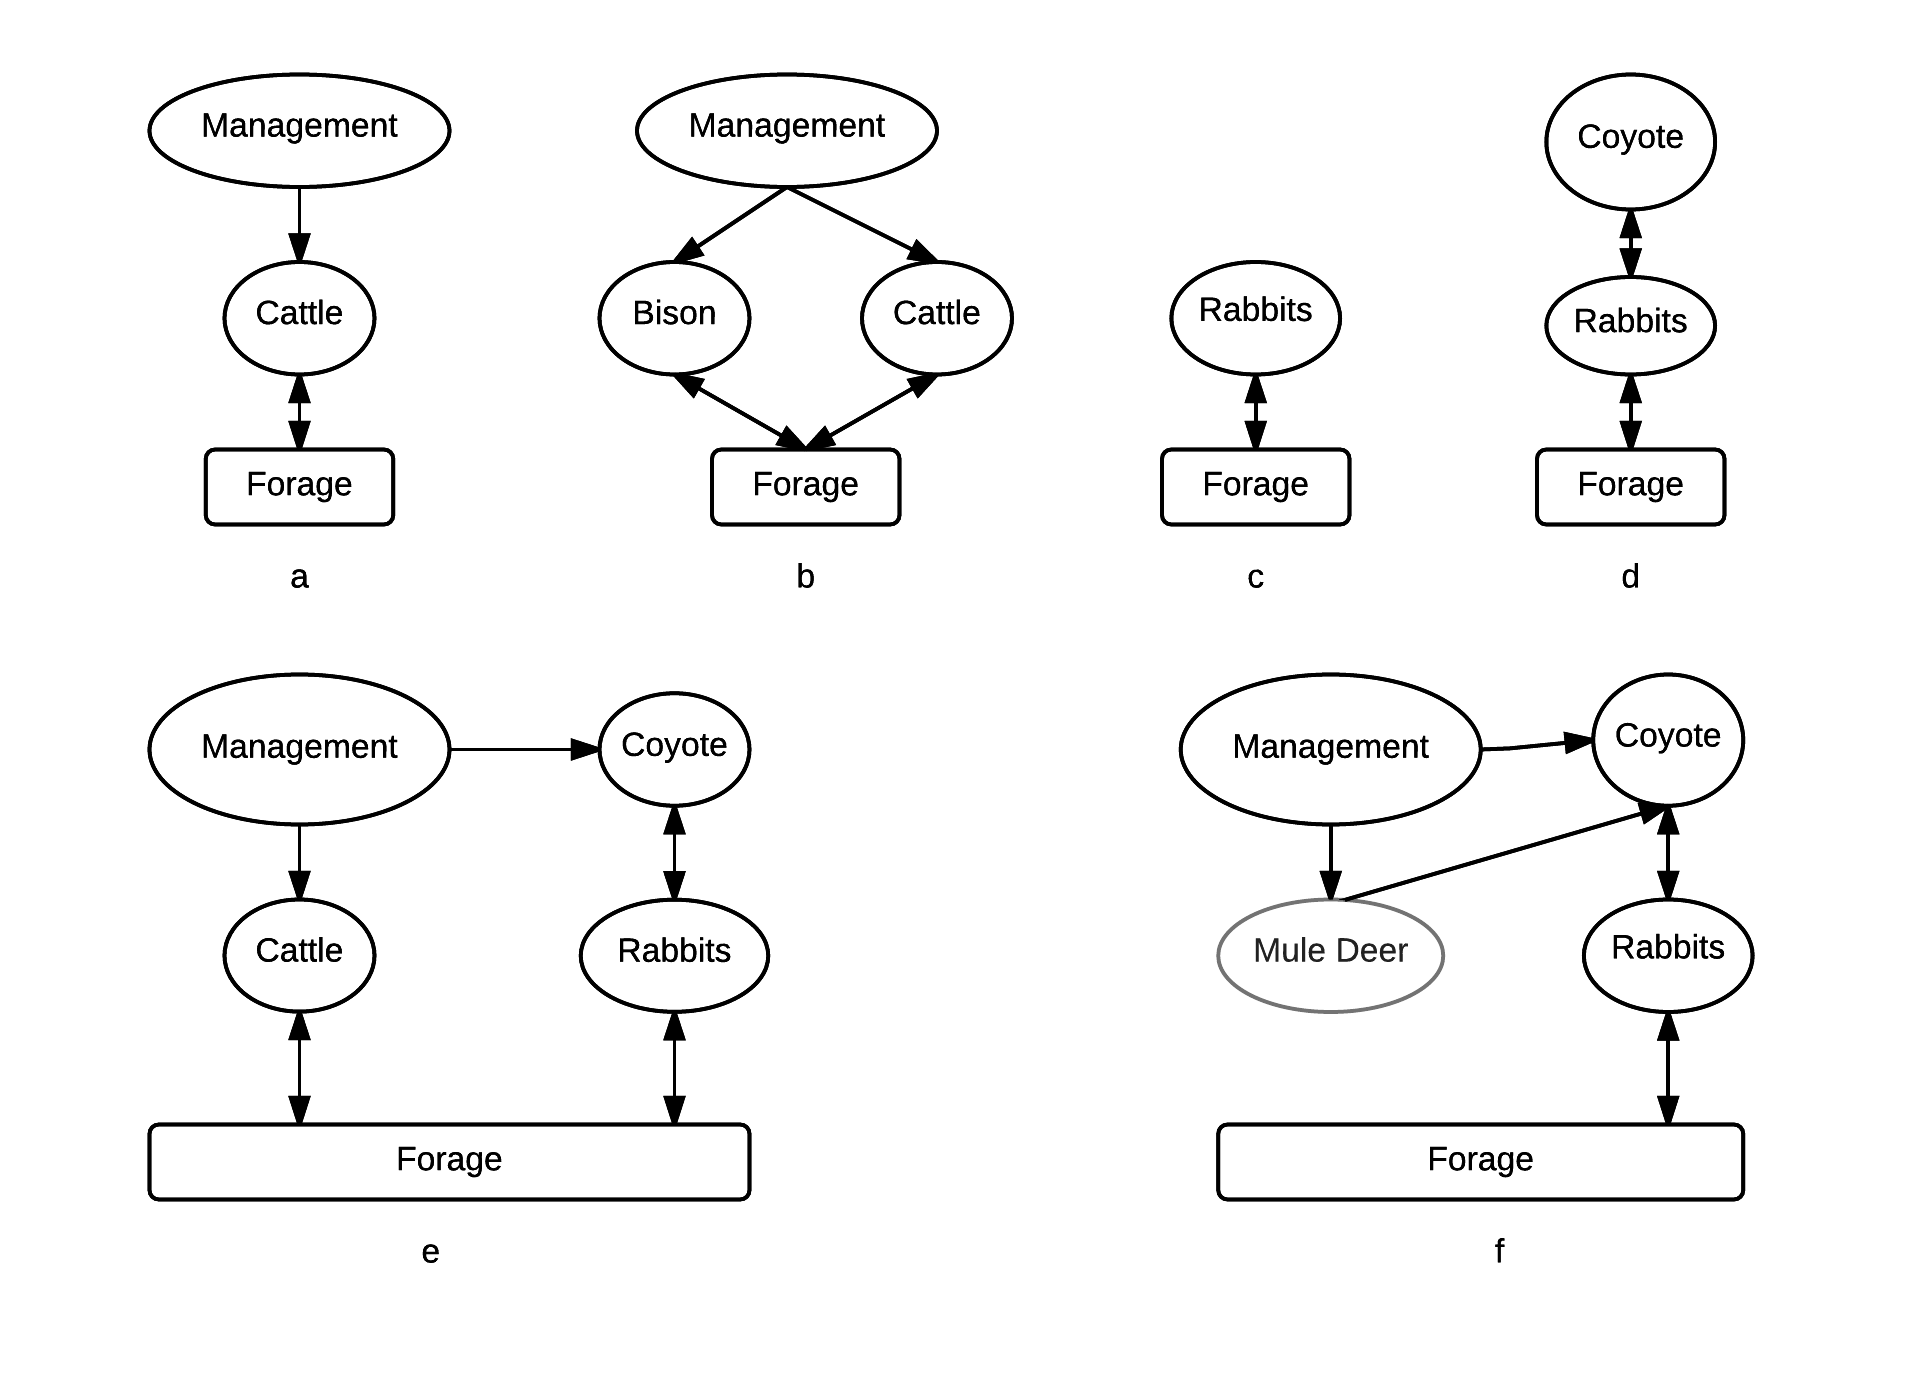 Management
Cattle
Forage
a
Management
Bison
Cattle
Forage
b
Rabbits
Forage
c
Coyote
Rabbits
Forage
d
Management
Coyote
Cattle
Rabbits
Forage
e
Management
Coyote
Mule Deer
Rabbits
Forage
f